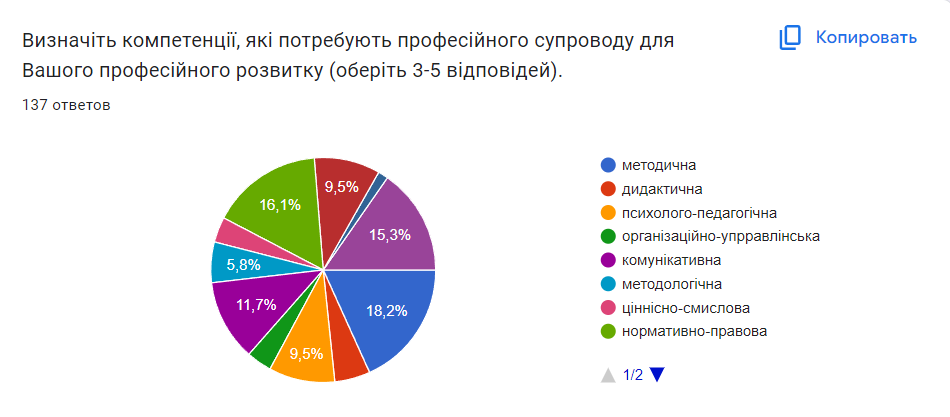 Визначіть компетенції, які потребують професійного супроводу для
Вашого професійного розвитку (оберіть 3-5 відповідей).
Копировать
137 ответов
9,5%
16,1%
15,3%
5,8%
11,7%
18,2%
9,5%
методична
дидактична
психолого-педагогічна
організаційно-упрравлінська
комунікативна
методологічна
ціннісно-смислова
нормативно-правова
1/2